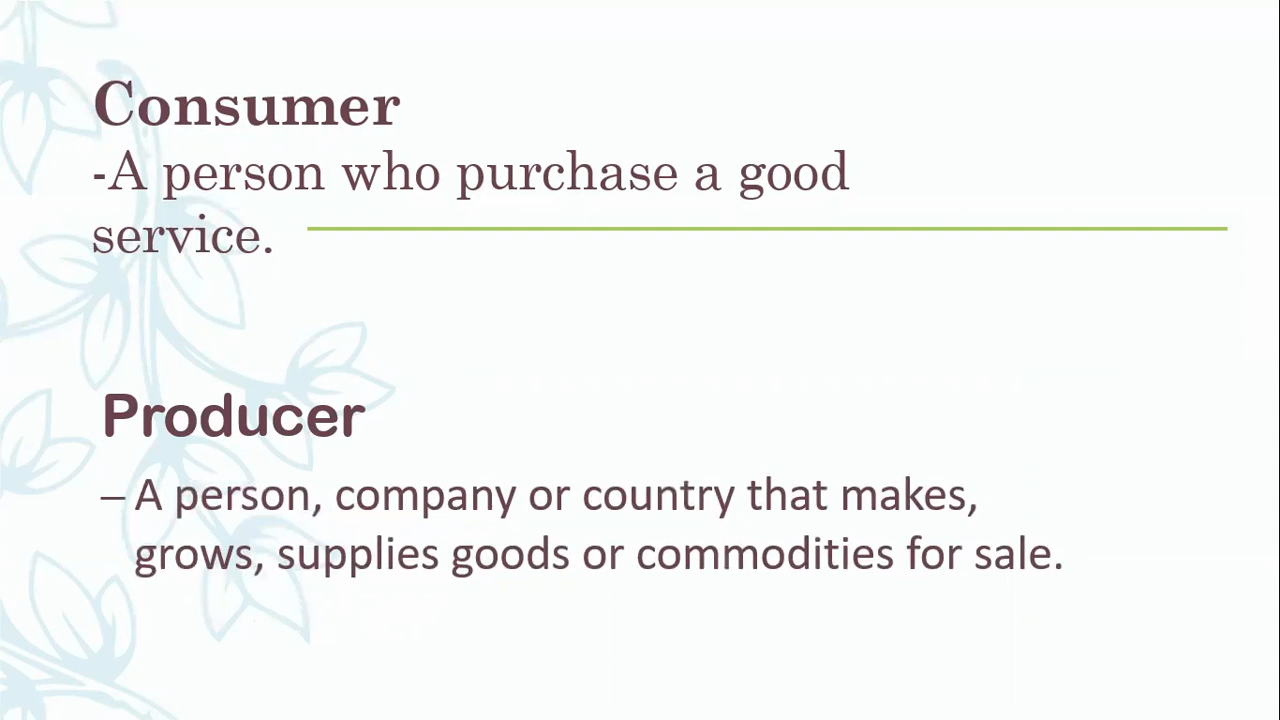 Consumer
-A person who purchase a good
service.
Producer
– A person, company or country that makes,
grows, supplies goods or commodities for sale.